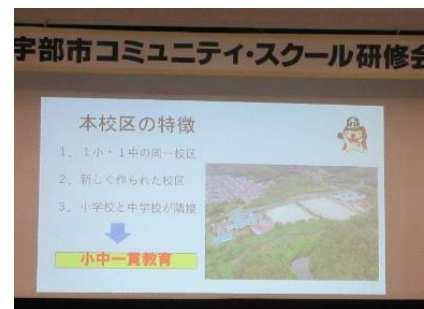 宇部市コミュニティ・スクール研修会
本校区の特徴
1．1小・1中の同一校区
2．新しく作られた校区
3．小学校と中学校が隣接
小中一貫教育